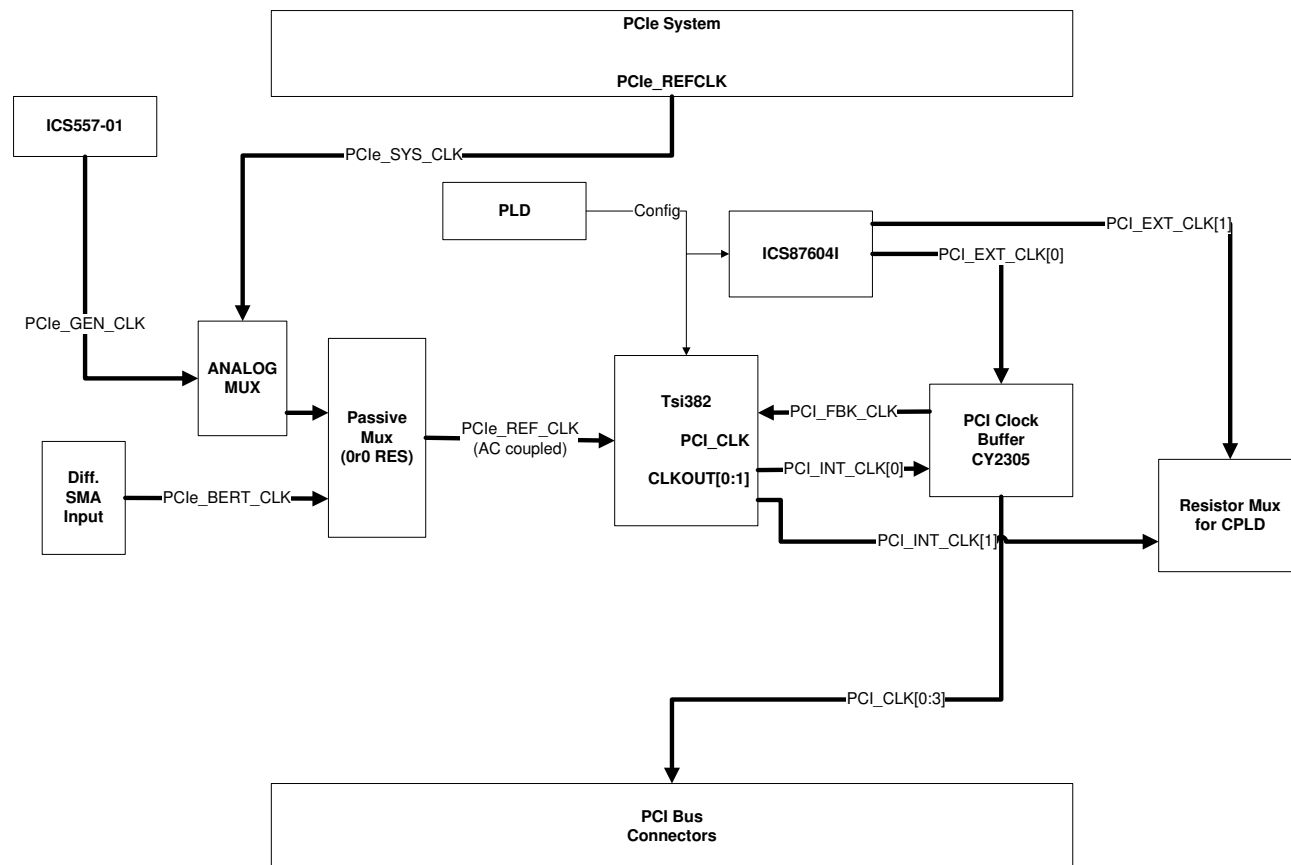 PCIe System
PCIe_REFCLK
ICS557-01
PCIe_SYS_CLK
PLD
Config
ICS87604I
PCI_EXT_CLK[1]
PCI_EXT_CLK[0]
PCIe_GEN_CLK
ANALOG
MUX
Passive
Mux
(0r0 RES)
PCIe_REF_CLK
(AC coupled)
Tsi382
PCI_CLK
CLKOUT[0:1]
PCI_FBK_CLK
PCI_INT_CLK[0]
PCI Clock
Buffer
CY2305
Diff.
SMA
Input
PCIe_BERT_CLK
PCI_INT_CLK[1]
Resistor Mux
for CPLD
PCI_CLK[0:3]
PCI Bus
Connectors